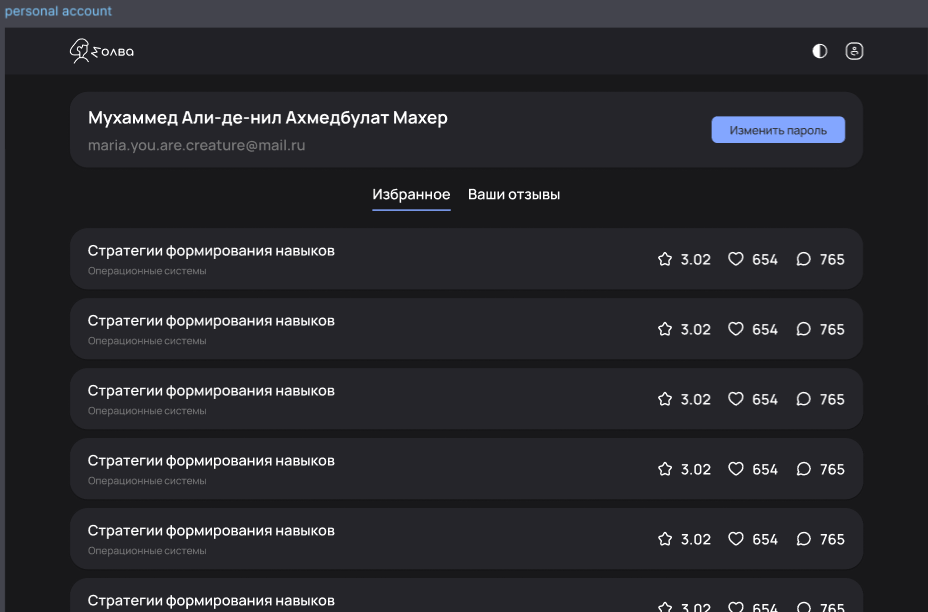 personal account
Σолва
Мухаммед Али-де-нил Ахмедбулат Махер
maria.you.are.creature@mail.ru
Изменить пароль
Избранное Ваши отзывы
Стратегии формирования навыков
Операционные системы
3.02 654 765
Стратегии формирования навыков
Операционные системы
3.02 654 765
Стратегии формирования навыков
Операционные системы
3.02 654 765
Стратегии формирования навыков
Операционные системы
3.02 654 765
Стратегии формирования навыков
Операционные системы
3.02 654 765
Стратегии формирования навыков
3.02 654 765